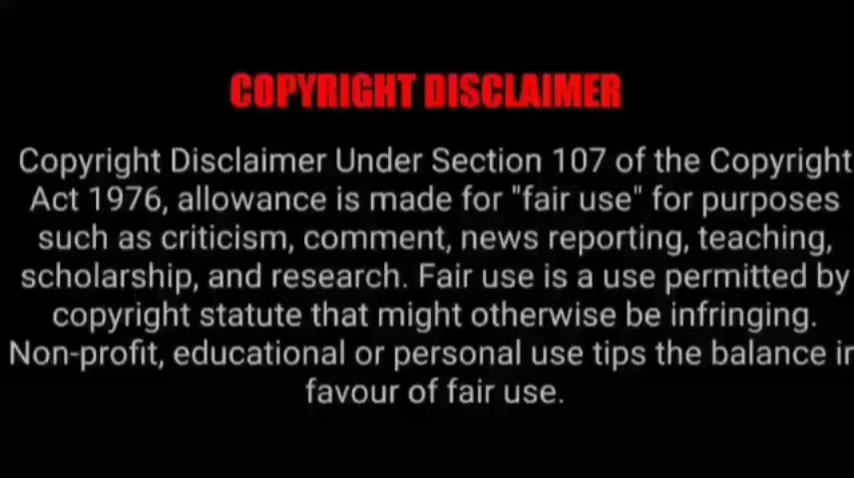 COPYRIGHT DISCLAIMER
Copyright Disclaimer Under Section 107 of the Copyright
Act 1976, allowance is made for "fair use" for purposes
such as criticism, comment, news reporting, teaching,
scholarship, and research. Fair use is a use permitted by
copyright statute that might otherwise be infringing.
Non-profit, educational or personal use tips the balance in
favour of fair use.